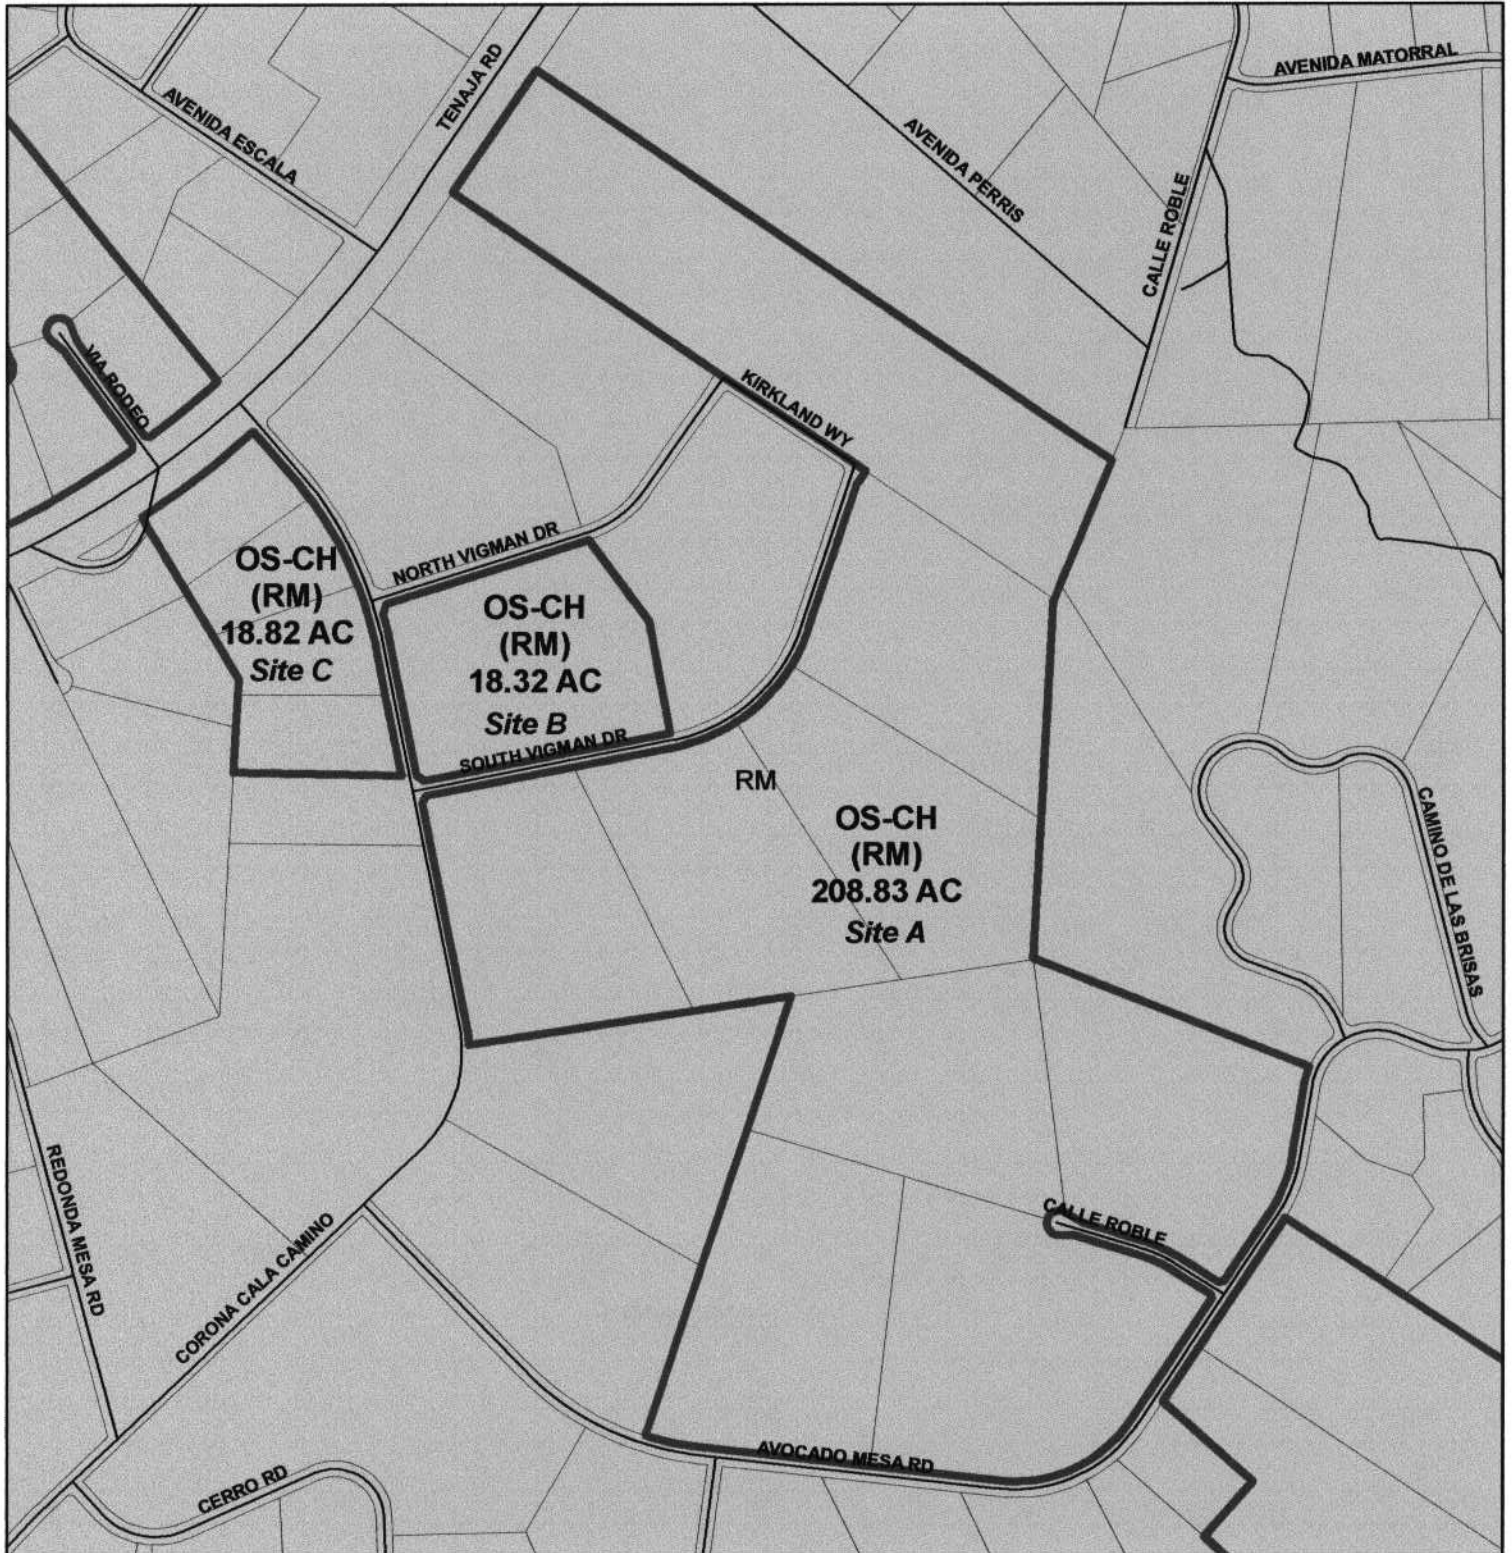 AVENIDA MATORRAL
TENAJA RD
AVENIDA ESCALA
AVENIDA PERRIS
CALLE ROBLE
VIA RODEO
KIRKLAND WY
NORTH VIGMAN DR
OS-CH
(RM)
18.82 AC
Site C
OS-CH
(RM)
18.32 AC
Site B
SOUTH VIGMAN DR
RM
OS-CH
(RM)
208.83 AC
Site A
CAMINO DE LAS BRISAS
REDONDA MESA RD
CORONA CALA CAMINO
CALLE ROBLE
AVOCADO MESA RD
CERRO RD